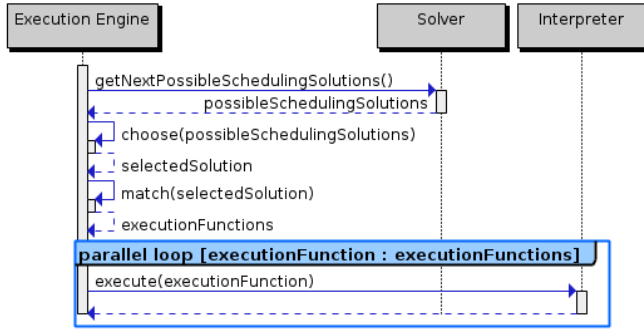 Execution Engine
Solver
Interpreter
getNextPossibleSchedulingSolutions()
possibleSchedulingSolutions
choose(possibleSchedulingSolutions)
selectedSolution
match(selectedSolution)
executionFunctions
parallel loop [executionFunction : executionFunctions]
execute(executionFunction)